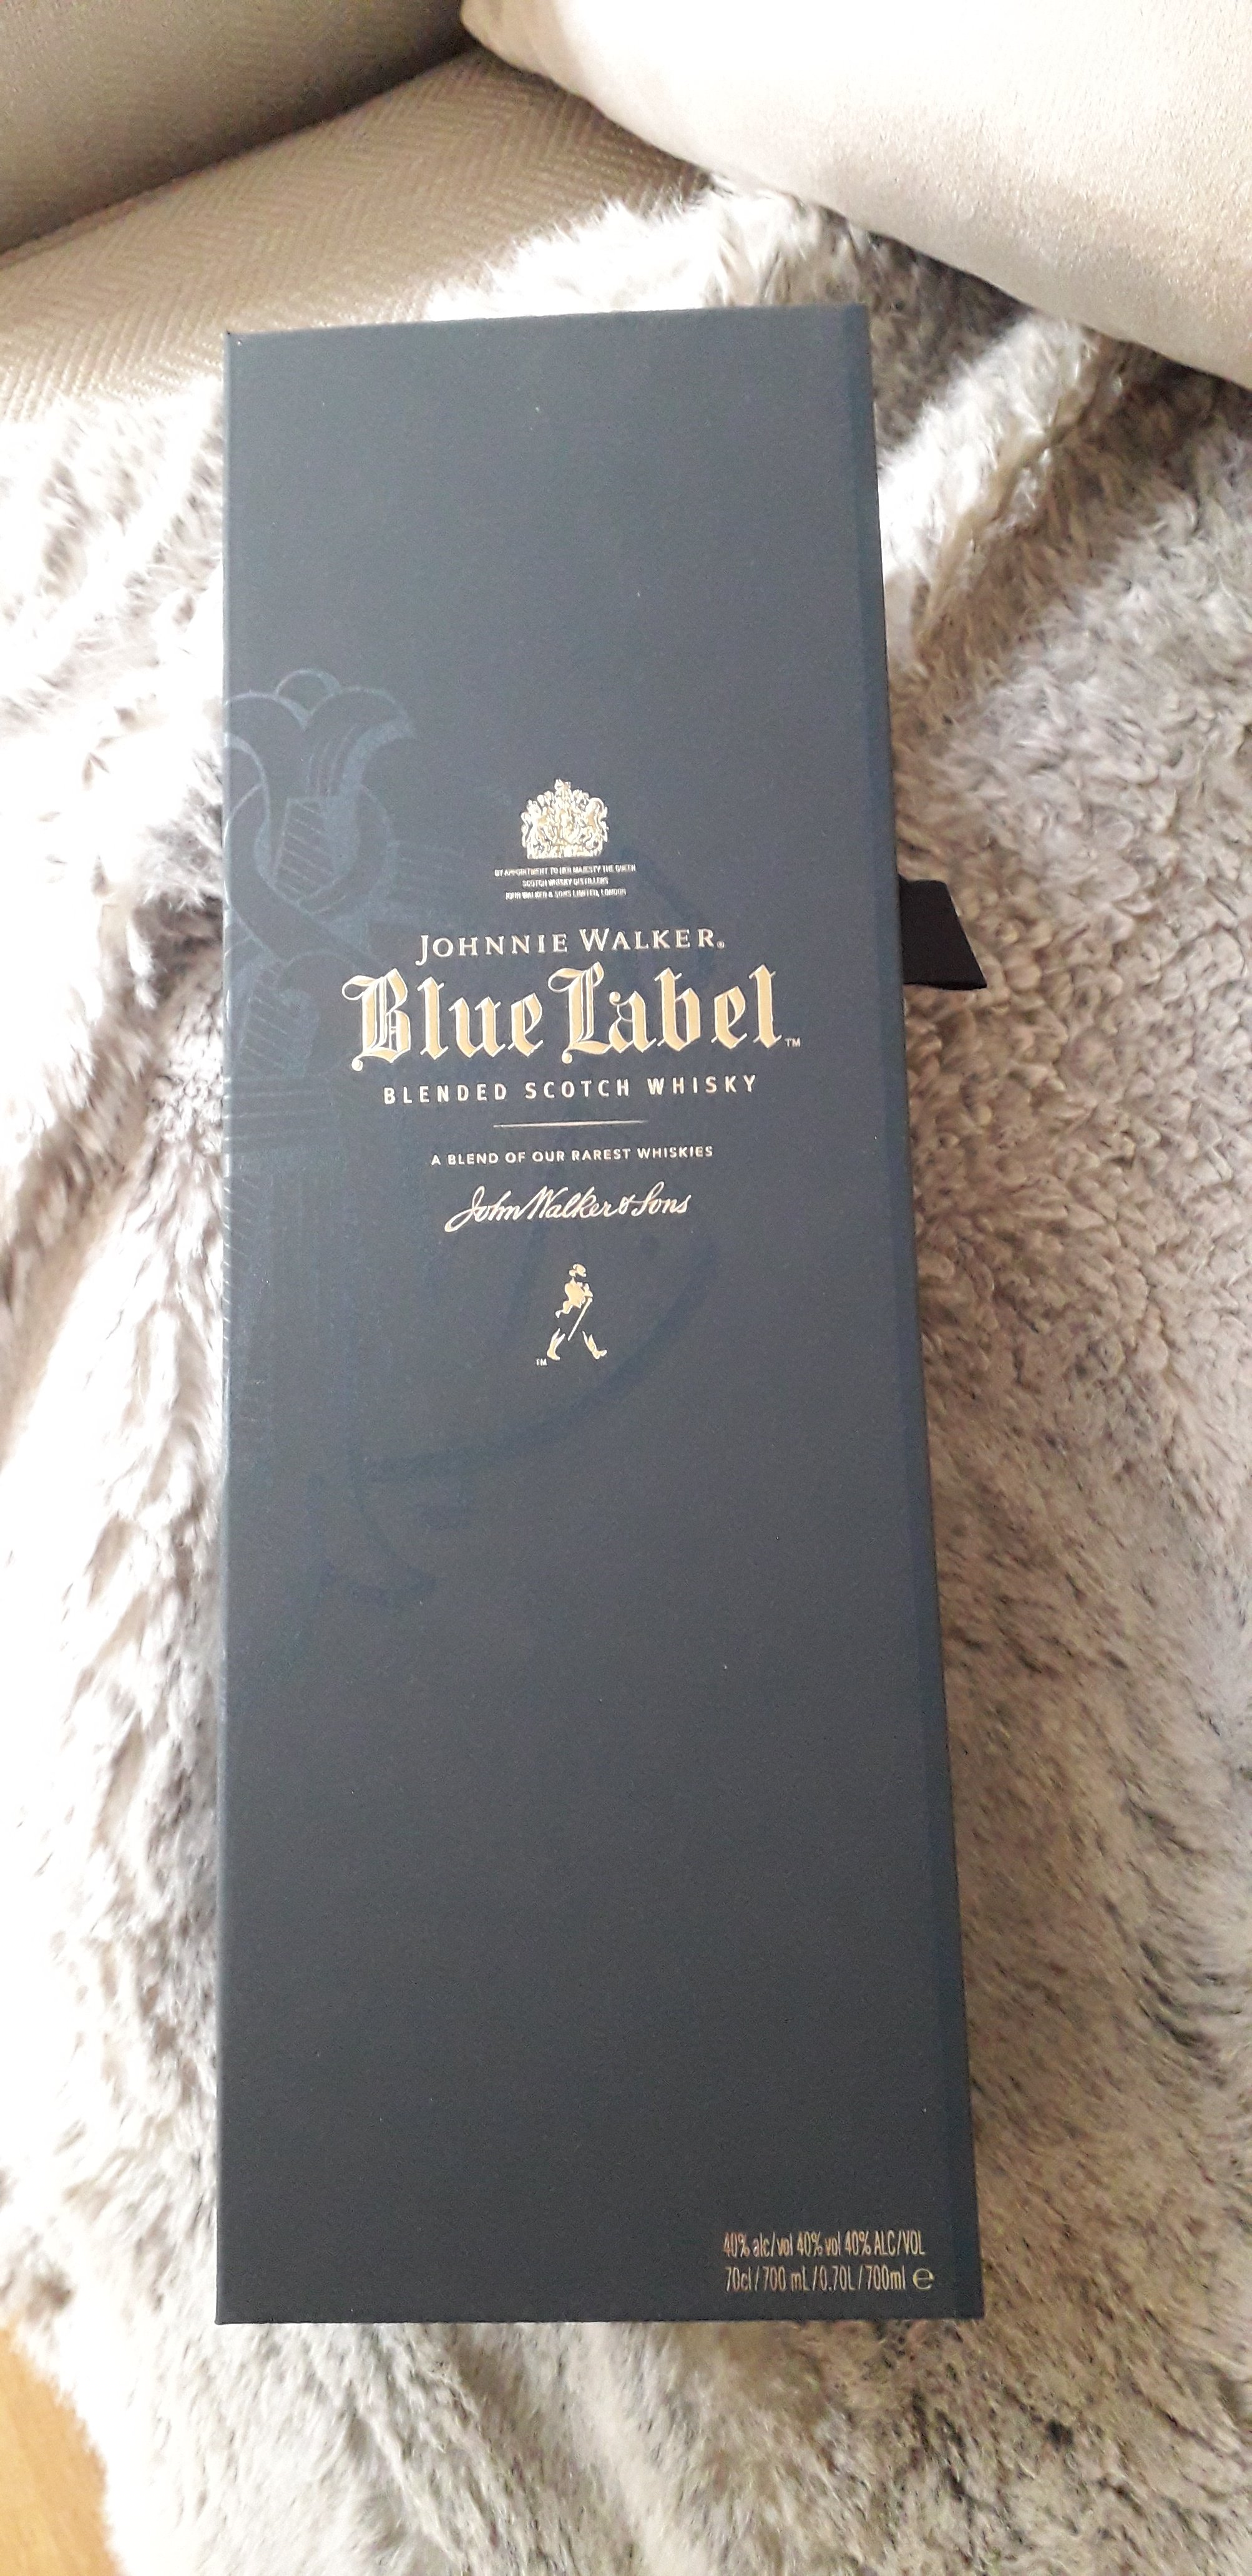 BY APPOINTMENT TO HER MAJESTY THE QUEEN
SCOTCH WHISKY DISTILLERS
JOHN WALKER & SONS LIMITED, LONDON
JOHNNIE WALKER®
Blue Label™
BLENDED SCOTCH WHISKY
A BLEND OF OUR RAREST WHISKIES
John Walker & Sons
TM
40% alc/vol 40% vol 40% ALC/VOL
70cl / 700 mL / 0.70L / 700ml ℮